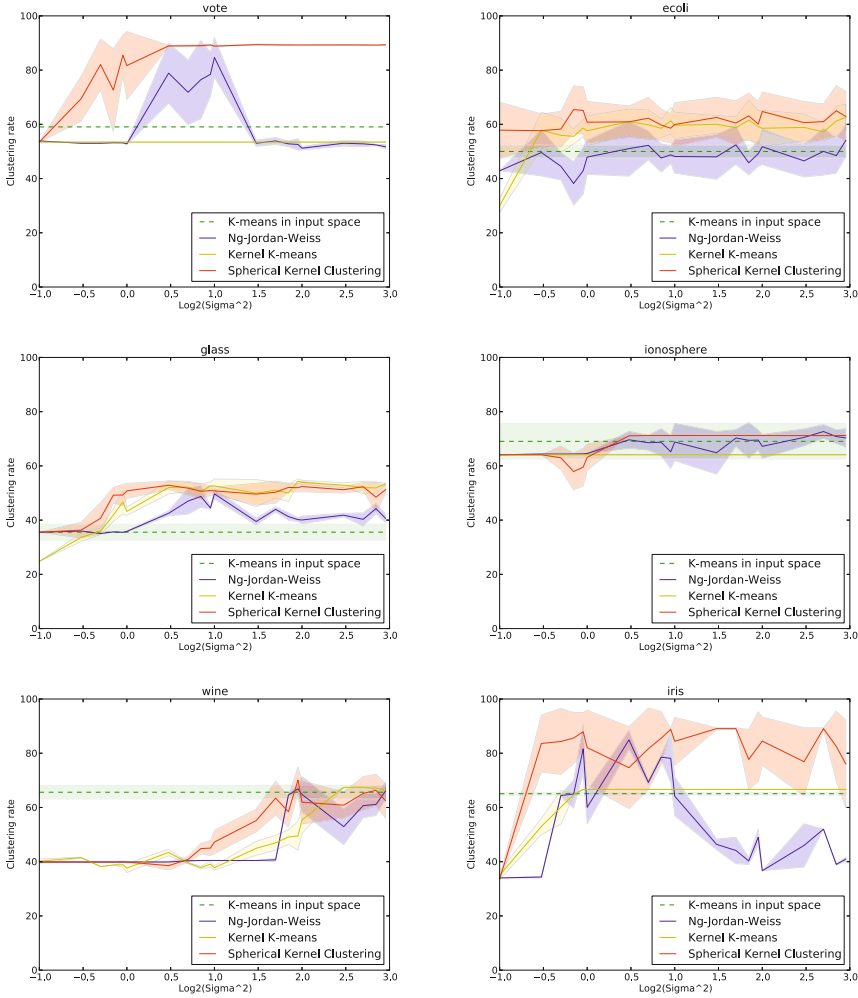 vote
100
80
60
40
20
0
Clustering rate
K-means in input space
Ng-Jordan-Weiss
Kernel K-means
Spherical Kernel Clustering
−1.0 −0.5 0.0 0.5 1.0 1.5 2.0 2.5 3.0
Log2(Sigma^2)
ecoli
100
80
60
40
20
0
Clustering rate
K-means in input space
Ng-Jordan-Weiss
Kernel K-means
Spherical Kernel Clustering
−1.0 −0.5 0.0 0.5 1.0 1.5 2.0 2.5 3.0
Log2(Sigma^2)
glass
100
80
60
40
20
0
Clustering rate
K-means in input space
Ng-Jordan-Weiss
Kernel K-means
Spherical Kernel Clustering
−1.0 −0.5 0.0 0.5 1.0 1.5 2.0 2.5 3.0
Log2(Sigma^2)
ionosphere
100
80
60
40
20
0
Clustering rate
K-means in input space
Ng-Jordan-Weiss
Kernel K-means
Spherical Kernel Clustering
−1.0 −0.5 0.0 0.5 1.0 1.5 2.0 2.5 3.0
Log2(Sigma^2)
wine
100
80
60
40
20
0
Clustering rate
K-means in input space
Ng-Jordan-Weiss
Kernel K-means
Spherical Kernel Clustering
−1.0 −0.5 0.0 0.5 1.0 1.5 2.0 2.5 3.0
Log2(Sigma^2)
iris
100
80
60
40
20
0
Clustering rate
K-means in input space
Ng-Jordan-Weiss
Kernel K-means
Spherical Kernel Clustering
−1.0 −0.5 0.0 0.5 1.0 1.5 2.0 2.5 3.0
Log2(Sigma^2)